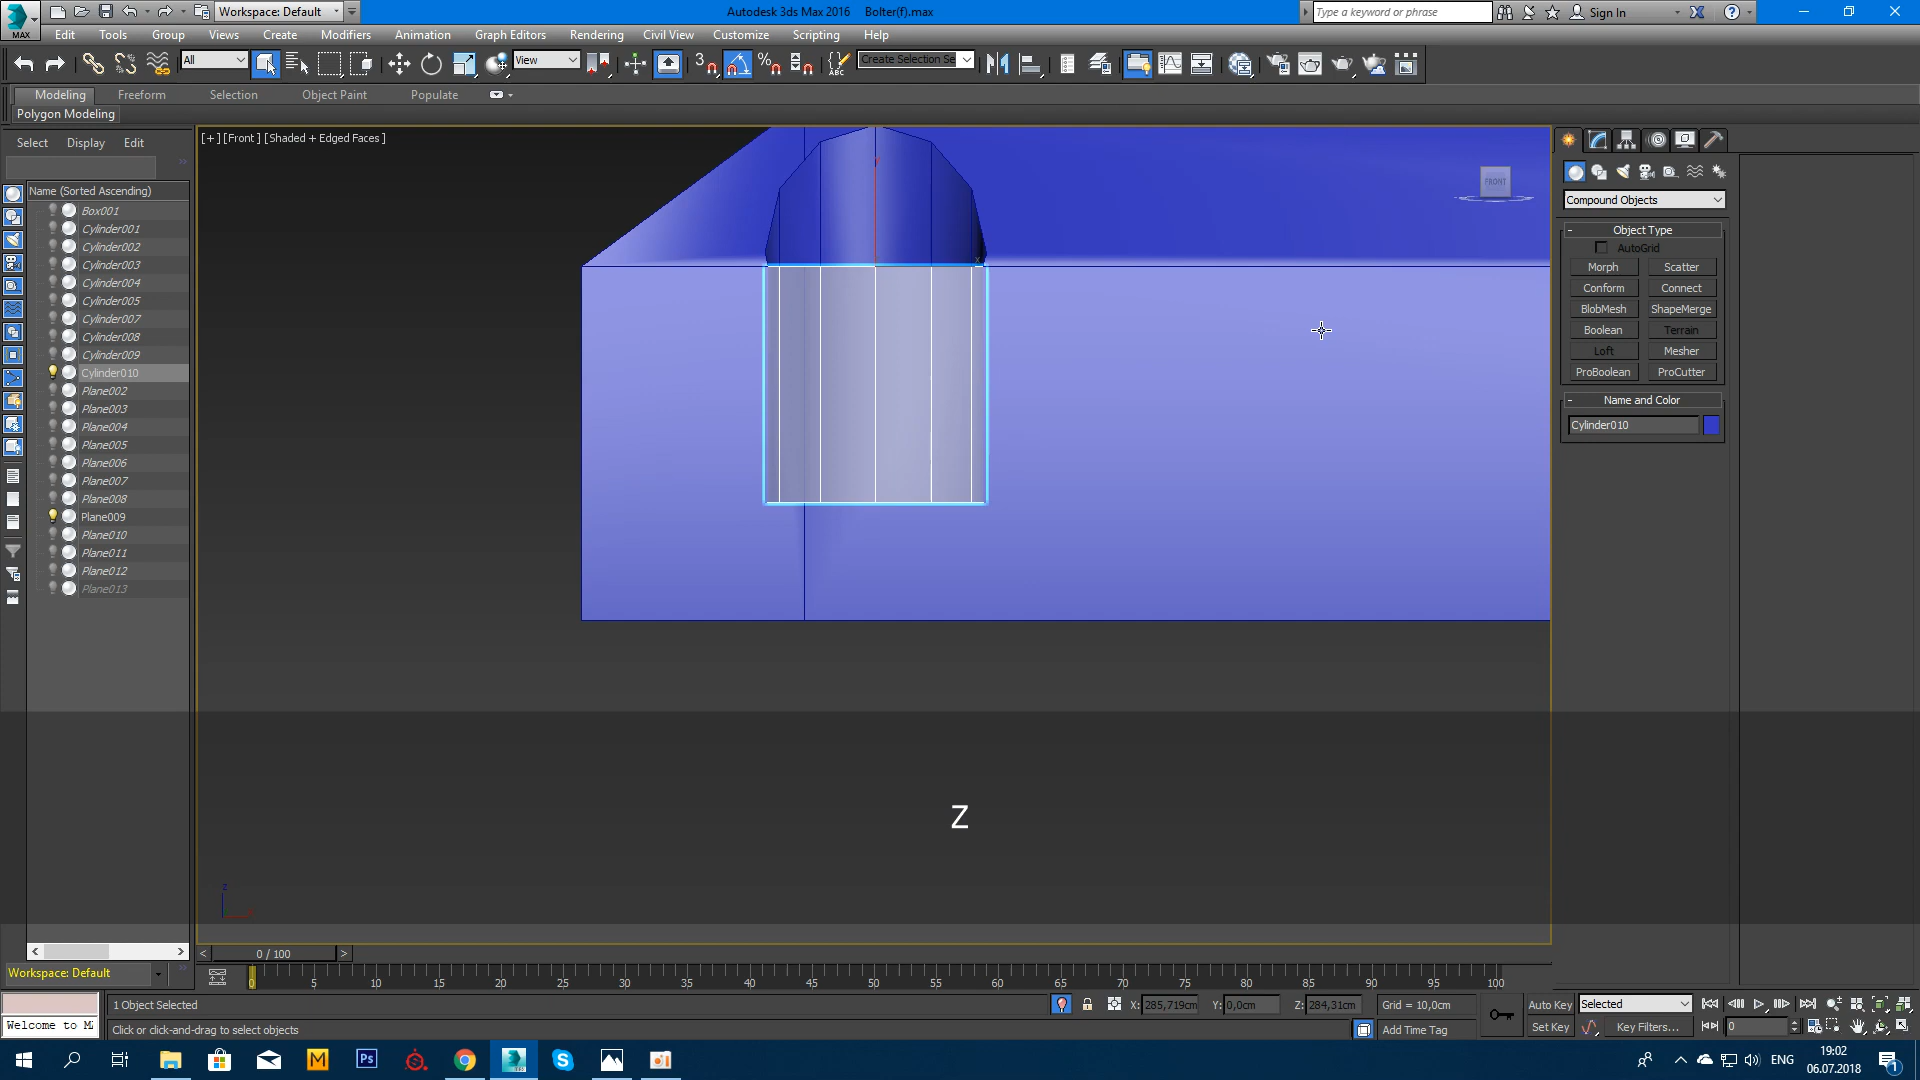 Workspace: Default
Autodesk 3ds Max 2016 Bolter(f).max
Type a keyword or phrase
Sign In
MAX
Edit Tools Group Views Create Modifiers Animation Graph Editors Rendering Civil View Customize Scripting Help
All
View
3
ABC
Create Selection Se
Modeling Freeform Selection Object Paint Populate
Polygon Modeling
Select Display Edit
[+] [Front] [Shaded + Edged Faces]
FRONT
Name (Sorted Ascending)
Box001
Cylinder001
Cylinder002
Cylinder003
Cylinder004
Cylinder005
Cylinder007
Cylinder008
Cylinder009
Cylinder010
Plane002
Plane003
Plane004
Plane005
Plane006
Plane007
Plane008
Plane009
Plane010
Plane011
Plane012
Plane013
x
Z
z
Compound Objects
Object Type
AutoGrid
Morph Scatter
Conform Connect
BlobMesh ShapeMerge
Boolean Terrain
Loft Mesher
ProBoolean ProCutter
Name and Color
Cylinder010
0 / 100
Workspace: Default
0 5 10 15 20 25 30 35 40 45 50 55 60 65 70 75 80 85 90 95 100
1 Object Selected
X: 285,719cm Y: 0,0cm Z: 284,31cm Grid = 10,0cm
Auto Key Selected
Welcome to M
Click or click-and-drag to select objects
Add Time Tag
Set Key Key Filters... 0
Ps
ENG
19:02
06.07.2018
1